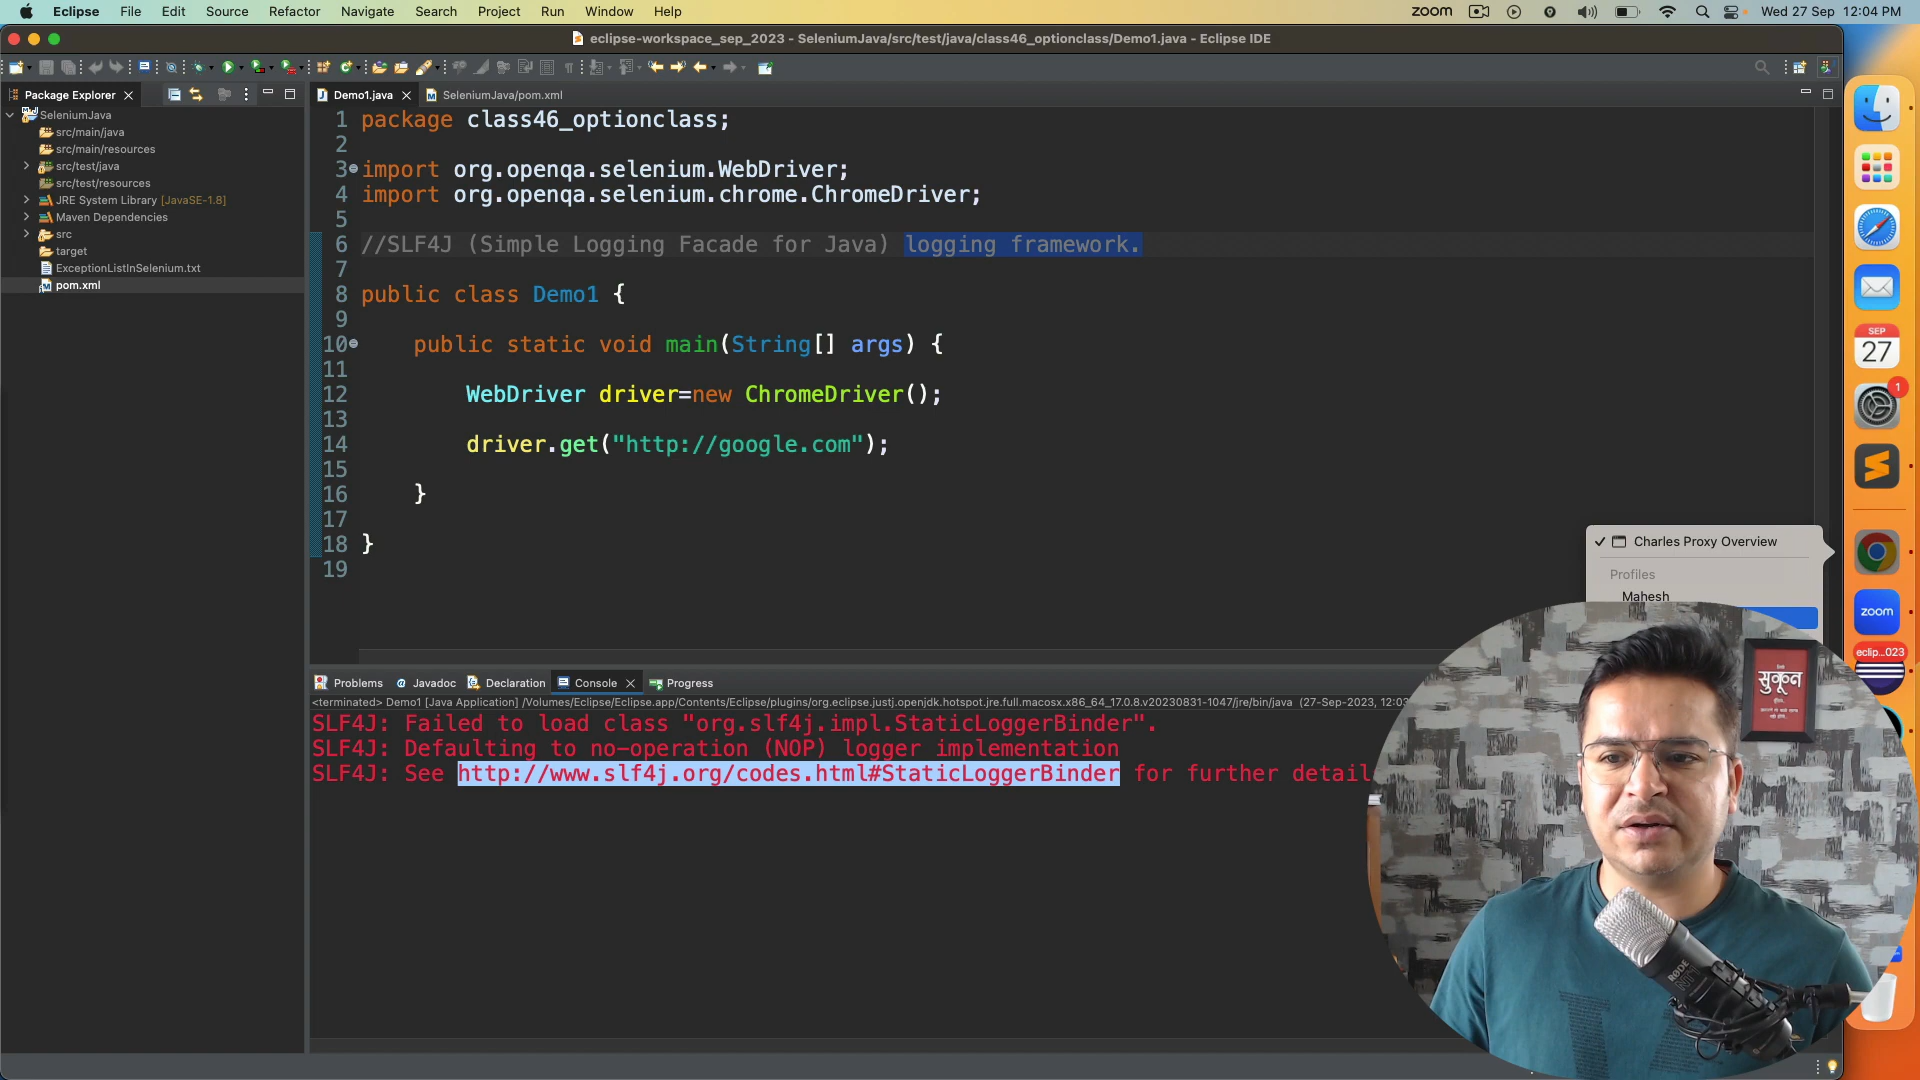 Eclipse File Edit Source Refactor Navigate Search Project Run Window Help
zoom Wed 27 Sep 12:04 PM
eclipse-workspace_sep_2023 - SeleniumJava/src/test/java/class46_optionclass/Demo1.java - Eclipse IDE
Package Explorer
SeleniumJava
src/main/java
src/main/resources
src/test/java
src/test/resources
JRE System Library [JavaSE-1.8]
Maven Dependencies
src
target
ExceptionListInSelenium.txt
pom.xml
Demo1.java SeleniumJava/pom.xml
1 package class46_optionclass;
2
3 import org.openqa.selenium.WebDriver;
4 import org.openqa.selenium.chrome.ChromeDriver;
5
6 //SLF4J (Simple Logging Facade for Java) logging framework.
7
8 public class Demo1 {
9
10 public static void main(String[] args) {
11
12 WebDriver driver=new ChromeDriver();
13
14 driver.get("http://google.com");
15
16 }
17
18 }
19
Problems Javadoc Declaration Console Progress
<terminated> Demo1 [Java Application] /Volumes/Eclipse/Eclipse.app/Contents/Eclipse/plugins/org.eclipse.justj.openjdk.hotspot.jre.full.macosx.x86_64_17.0.8.v20230831-1047/jre/bin/java (27-Sep-2023, 12:03
SLF4J: Failed to load class "org.slf4j.impl.StaticLoggerBinder".
SLF4J: Defaulting to no-operation (NOP) logger implementation
SLF4J: See http://www.slf4j.org/codes.html#StaticLoggerBinder for further detail
Charles Proxy Overview
Profiles
Mahesh
SEP
27
1
zoom
eclip...023
सुकून
RØDE
NT1